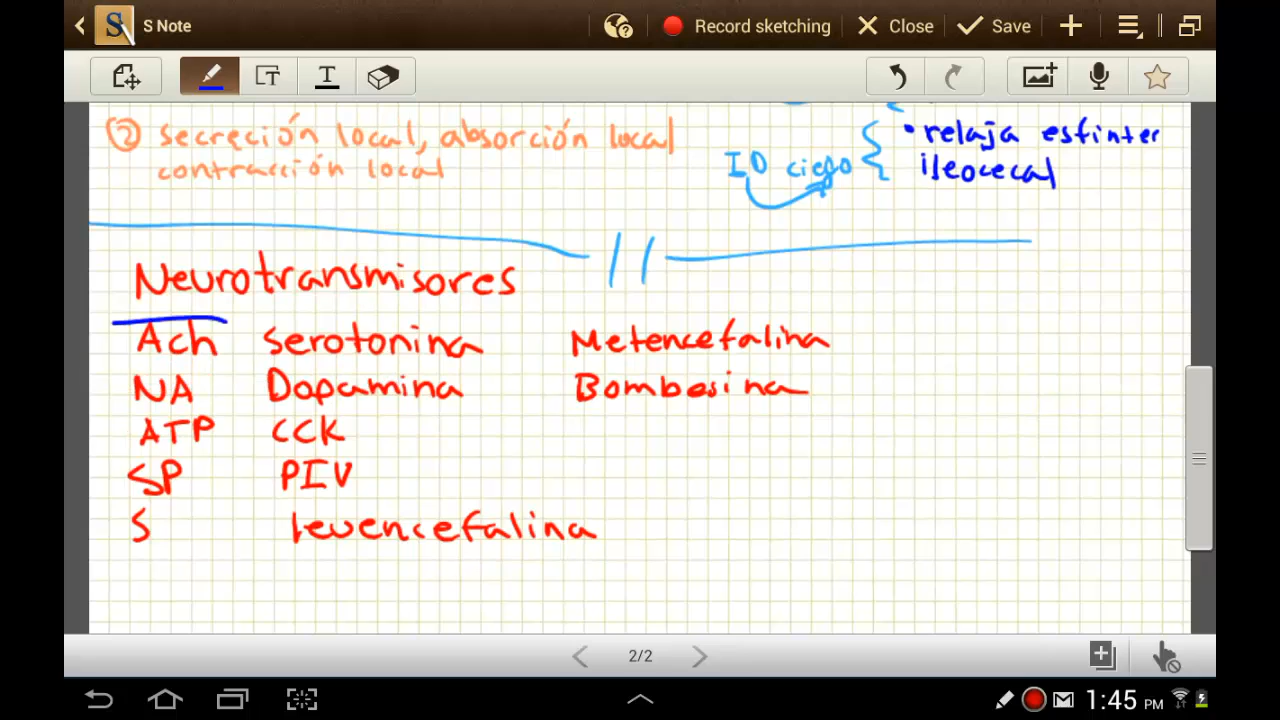 S Note
Record sketching
Close
Save
② secreción local, absorción local
contracción local
ID ciego
• relaja esfinter
ileocecal
Neurotransmisores
Ach serotonina Metencefalina
NA Dopamina Bombesina
ATP CCK
SP PIV
S leuencefalina
2/2
1:45 PM